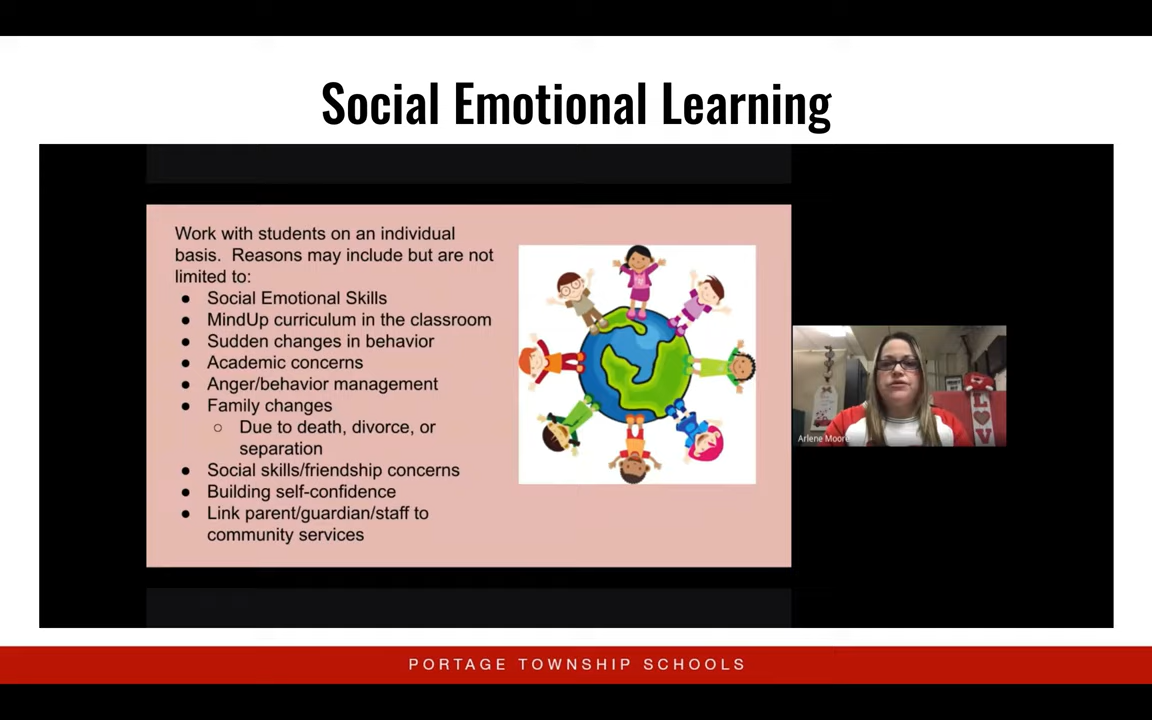 Social Emotional Learning
Work with students on an individual
basis.  Reasons may include but are not
limited to:
● Social Emotional Skills
● MindUp curriculum in the classroom
● Sudden changes in behavior
● Academic concerns
● Anger/behavior management
● Family changes
○ Due to death, divorce, or
separation
● Social skills/friendship concerns
● Building self-confidence
● Link parent/guardian/staff to
community services
Arlene Moore
LOV
PORTAGE TOWNSHIP SCHOOLS